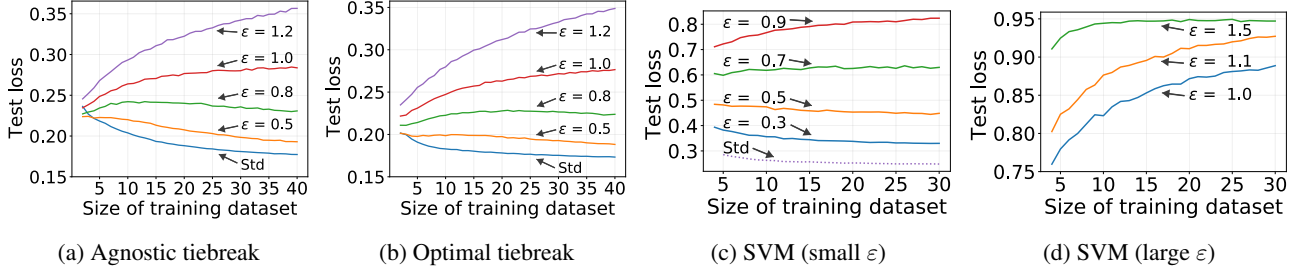 Test loss
0.35
0.30
0.25
0.20
0.15
ε = 1.2
ε = 1.0
ε = 0.8
ε = 0.5
Std
5 10 15 20 25 30 35 40
Size of training dataset
(a) Agnostic tiebreak
Test loss
0.35
0.30
0.25
0.20
0.15
ε = 1.2
ε = 1.0
ε = 0.8
ε = 0.5
Std
5 10 15 20 25 30 35 40
Size of training dataset
(b) Optimal tiebreak
Test loss
0.8
0.7
0.6
0.5
0.4
0.3
ε = 0.9
ε = 0.7
ε = 0.5
ε = 0.3
Std
5 10 15 20 25 30
Size of training dataset
(c) SVM (small ε)
Test loss
0.95
0.90
0.85
0.80
0.75
ε = 1.5
ε = 1.1
ε = 1.0
5 10 15 20 25 30
Size of training dataset
(d) SVM (large ε)